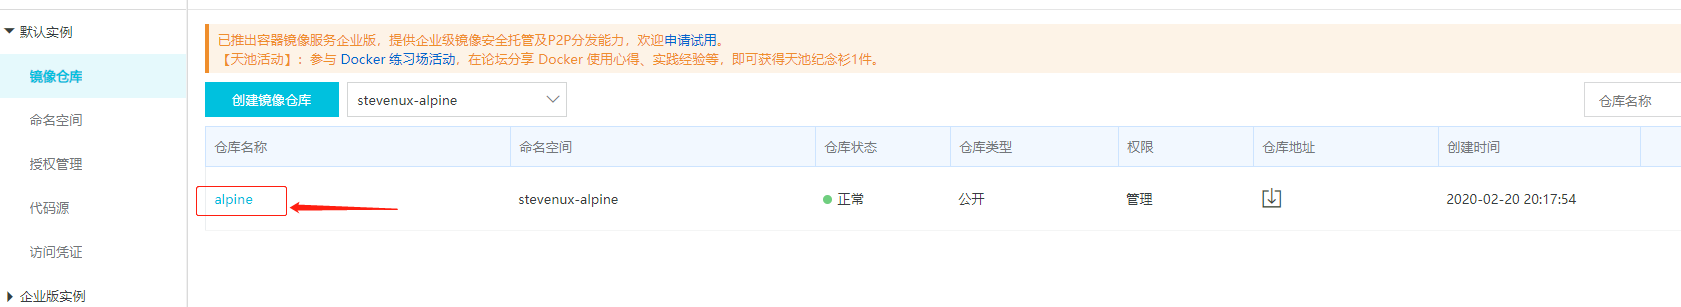 默认实例
镜像仓库
命名空间
授权管理
代码源
访问凭证
企业版实例
已推出容器镜像服务企业版，提供企业级镜像安全托管及P2P分发能力，欢迎申请试用。
【天池活动】：参与 Docker 练习场活动，在论坛分享 Docker 使用心得、实践经验等，即可获得天池纪念衫1件。
创建镜像仓库 stevenux-alpine 仓库名称
仓库名称 命名空间 仓库状态 仓库类型 权限 仓库地址 创建时间
alpine stevenux-alpine 正常 公开 管理 2020-02-20 20:17:54